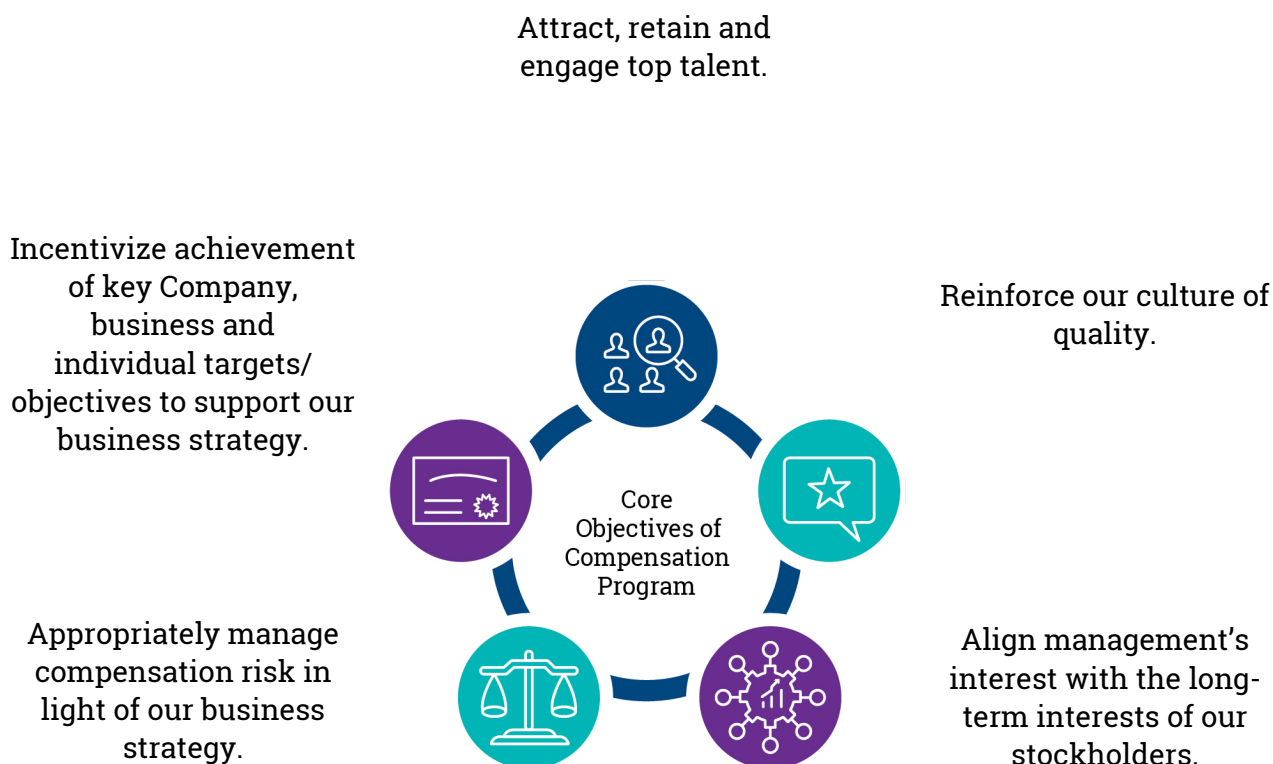 Attract, retain and
engage top talent.
Incentivize achievement
of key Company,
business and
individual targets/
objectives to support our
business strategy.
Reinforce our culture of
quality.
Core
Objectives of
Compensation
Program
Appropriately manage
compensation risk in
light of our business
strategy.
Align management’s
interest with the long-
term interests of our
stockholders.